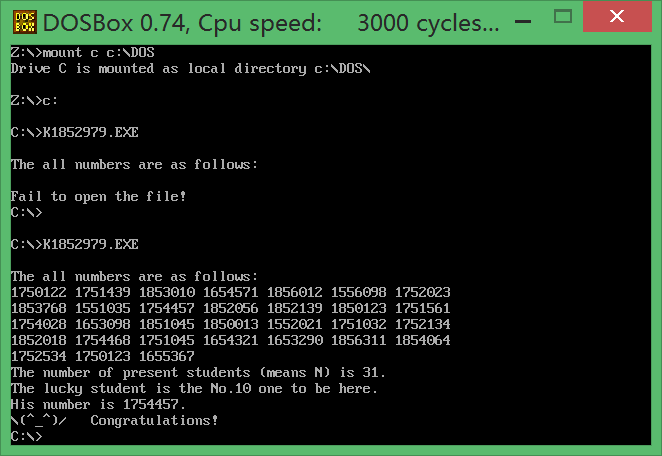 DOS BOX DOSBox 0.74, Cpu speed: 3000 cycles...
Z:\>mount c c:\DOS
Drive C is mounted as local directory c:\DOS\
Z:\>c:
C:\>K1852979.EXE
The all numbers are as follows:
Fail to open the file!
C:\>
C:\>K1852979.EXE
The all numbers are as follows:
1750122 1751439 1853010 1654571 1856012 1556098 1752023
1853768 1551035 1754457 1852056 1852139 1850123 1751561
1754028 1653098 1851045 1850013 1552021 1751032 1752134
1852018 1754468 1751045 1654321 1653290 1856311 1854064
1752534 1750123 1655367
The number of present students (means N) is 31.
The lucky student is the No.10 one to be here.
His number is 1754457.
\(^_^)/ Congratulations!
C:\>